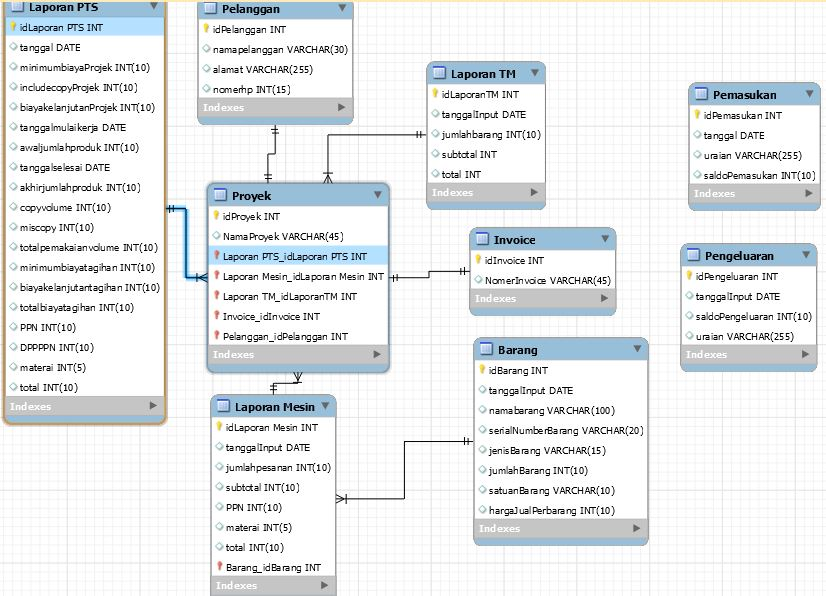 Laporan PTS
idLaporan PTS INT
tanggal DATE
minimumbiayaProjek INT(10)
includecopyProjek INT(10)
biayakelanjutanProjek INT(10)
tanggalmulaikerja DATE
awaljumlahproduk INT(10)
tanggalselesai DATE
akhirjumlahproduk INT(10)
copyvolume INT(10)
miscopy INT(10)
totalpemakaianvolume INT(10)
minimumbiayatagihan INT(10)
biayakelanjutantagihan INT(10)
totalbiayatagihan INT(10)
PPN INT(10)
DPPPPN INT(10)
materai INT(5)
total INT(10)
Indexes
Pelanggan
idPelanggan INT
namapelanggan VARCHAR(30)
alamat VARCHAR(255)
nomerhp INT(15)
Indexes
Laporan TM
idLaporanTM INT
tanggalInput DATE
jumlahbarang INT(10)
subtotal INT
total INT
Indexes
Pemasukan
idPemasukan INT
tanggal DATE
uraian VARCHAR(255)
saldoPemasukan INT(10)
Indexes
Proyek
idProyek INT
NamaProyek VARCHAR(45)
Laporan PTS_idLaporan PTS INT
Laporan Mesin_idLaporan Mesin INT
Laporan TM_idLaporanTM INT
Invoice_idInvoice INT
Pelanggan_idPelanggan INT
Indexes
Invoice
idInvoice INT
NomerInvoice VARCHAR(45)
Indexes
Pengeluaran
idPengeluaran INT
tanggalInput DATE
saldoPengeluaran INT(10)
uraian VARCHAR(255)
Indexes
Laporan Mesin
idLaporan Mesin INT
tanggalInput DATE
jumlahpesanan INT(10)
subtotal INT(10)
PPN INT(10)
materai INT(5)
total INT(10)
Barang_idBarang INT
Indexes
Barang
idBarang INT
tanggalInput DATE
namabarang VARCHAR(100)
serialNumberBarang VARCHAR(20)
jenisBarang VARCHAR(15)
jumlahBarang INT(10)
satuanBarang VARCHAR(10)
hargaJualPerbarang INT(10)
Indexes